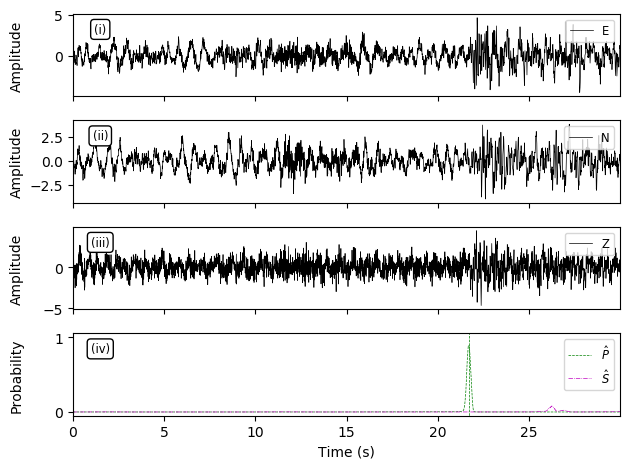 5
0
Amplitude
(i)
E
2.5
0.0
−2.5
Amplitude
(ii)
N
0
−5
Amplitude
(iii)
Z
1
0
Probability
(iv)
P̂
Ŝ
0 5 10 15 20 25
Time (s)